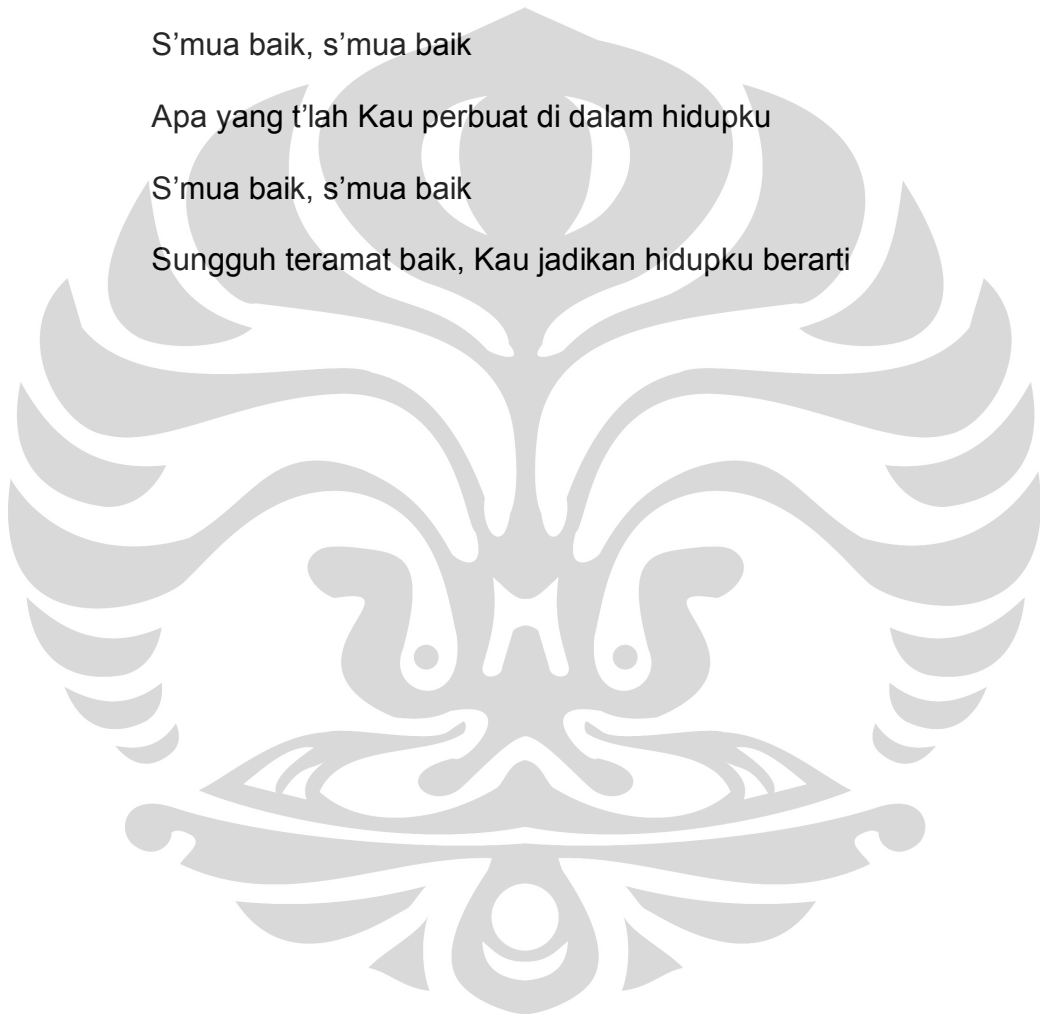 S’mua baik, s’mua baik
Apa yang t’lah Kau perbuat di dalam hidupku
S’mua baik, s’mua baik
Sungguh teramat baik, Kau jadikan hidupku berarti